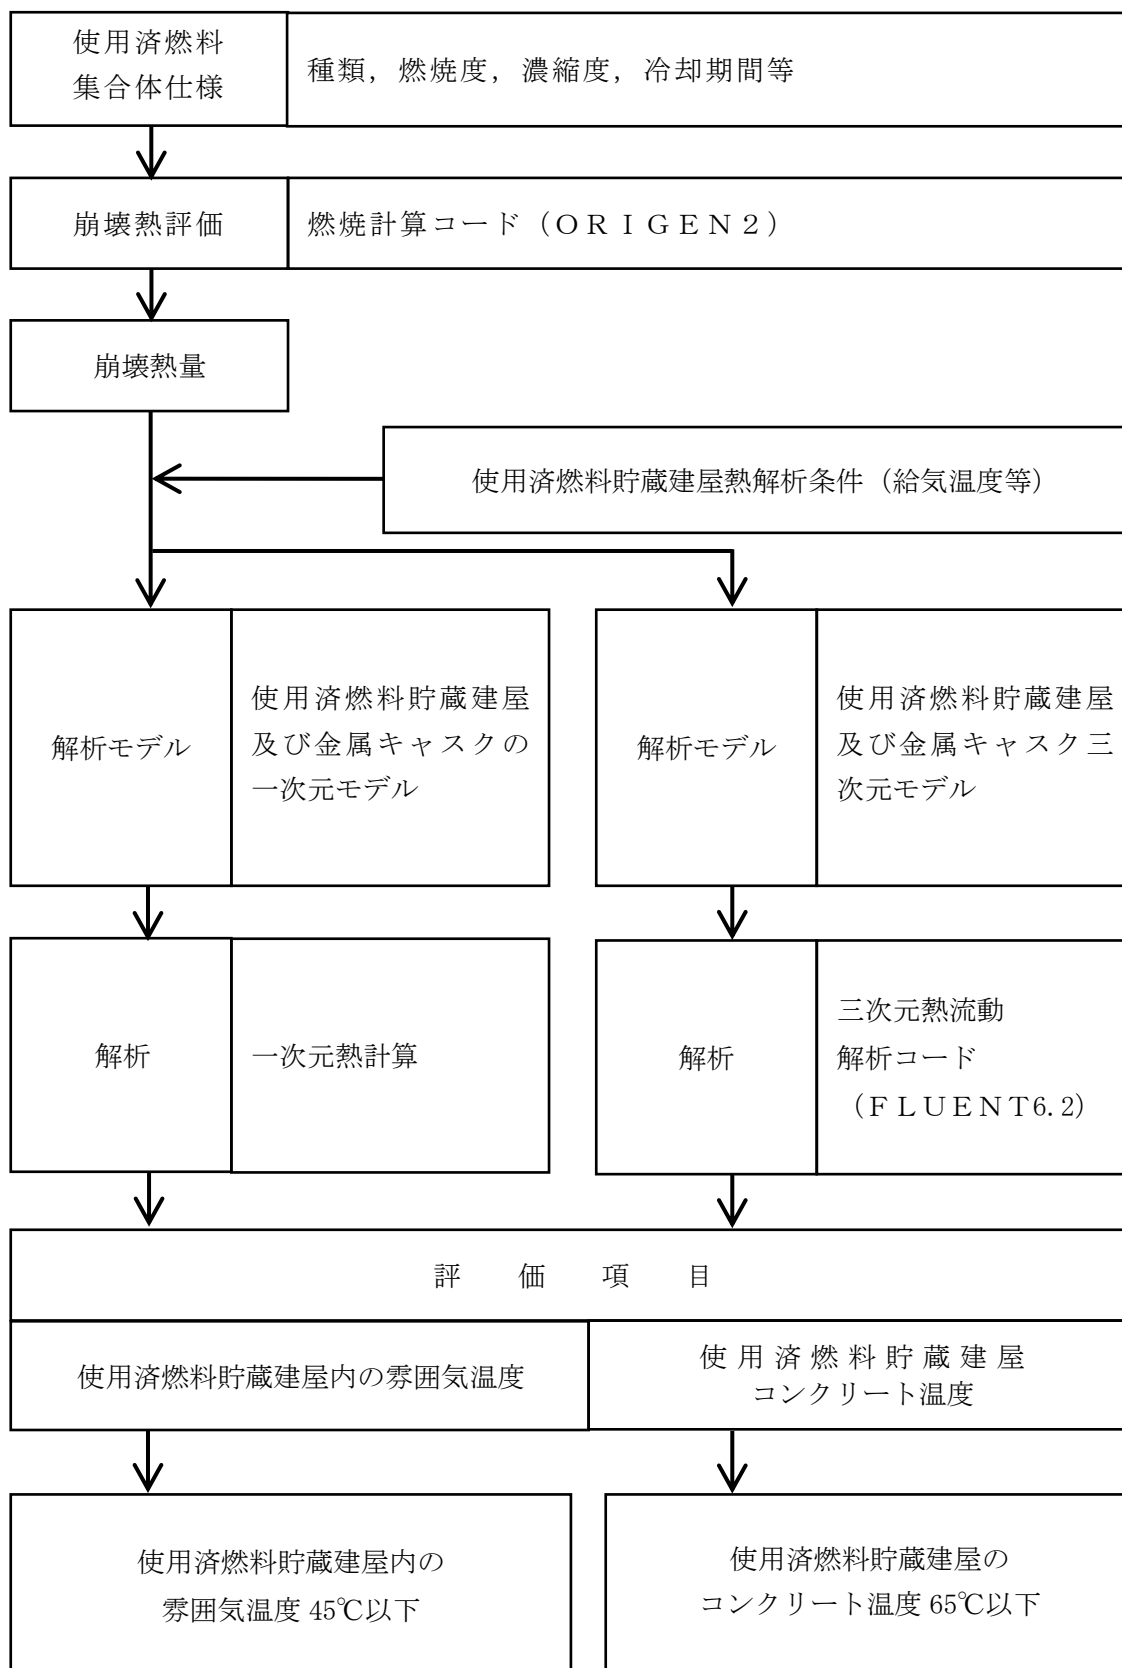 使用済燃料
集合体仕様
種類，燃焼度，濃縮度，冷却期間等
崩壊熱評価
燃焼計算コード（ＯＲＩＧＥＮ２）
崩壊熱量
使用済燃料貯蔵建屋熱解析条件（給気温度等）
解析モデル
使用済燃料貯蔵建屋
及び金属キャスクの
一次元モデル
解析モデル
使用済燃料貯蔵建屋
及び金属キャスク三
次元モデル
解析
一次元熱計算
解析
三次元熱流動
解析コード
（ＦＬＵＥＮＴ6.2）
評　価　項　目
使用済燃料貯蔵建屋内の雰囲気温度
使用済燃料貯蔵建屋
コンクリート温度
使用済燃料貯蔵建屋内の
雰囲気温度 45℃以下
使用済燃料貯蔵建屋の
コンクリート温度 65℃以下